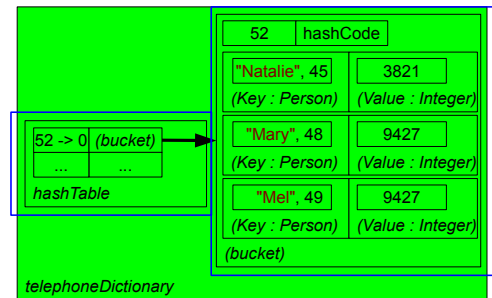 52 hashCode
"Natalie", 45 3821
(Key : Person) (Value : Integer)
52 -> 0 (bucket) "Mary", 48 9427
... ... (Key : Person) (Value : Integer)
hashTable "Mel", 49 9427
(Key : Person) (Value : Integer)
(bucket)
telephoneDictionary